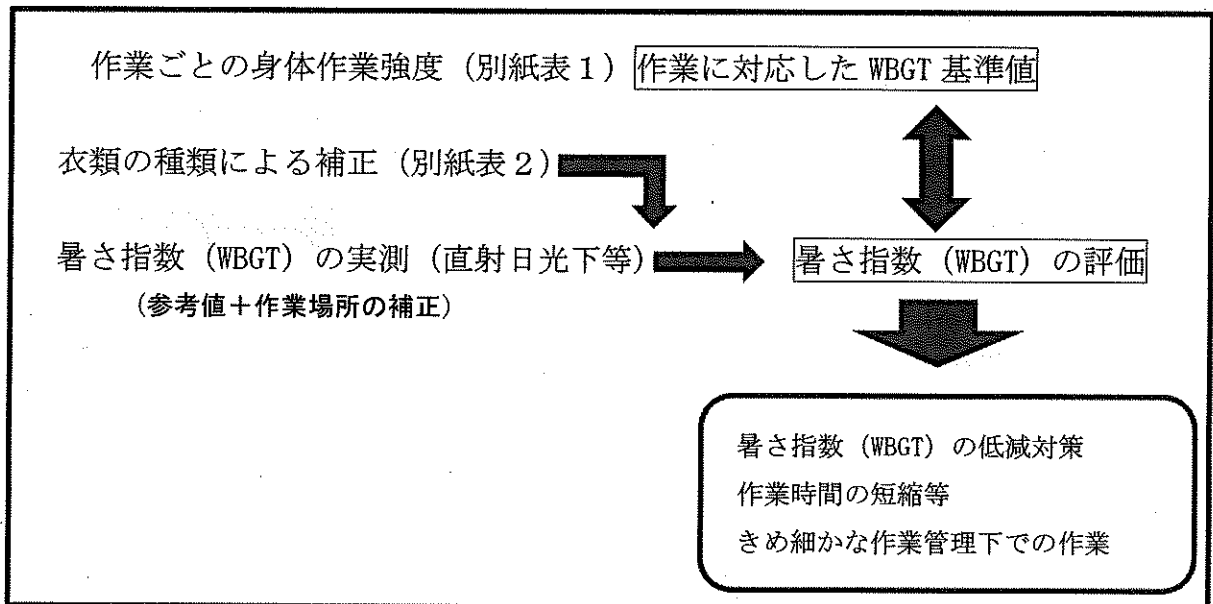 作業ごとの身体作業強度（別紙表１）作業に対応した WBGT 基準値
衣類の種類による補正（別紙表２）
暑さ指数（WBGT）の実測（直射日光下等）
暑さ指数（WBGT）の評価
（参考値＋作業場所の補正）
暑さ指数（WBGT）の低減対策
作業時間の短縮等
きめ細かな作業管理下での作業